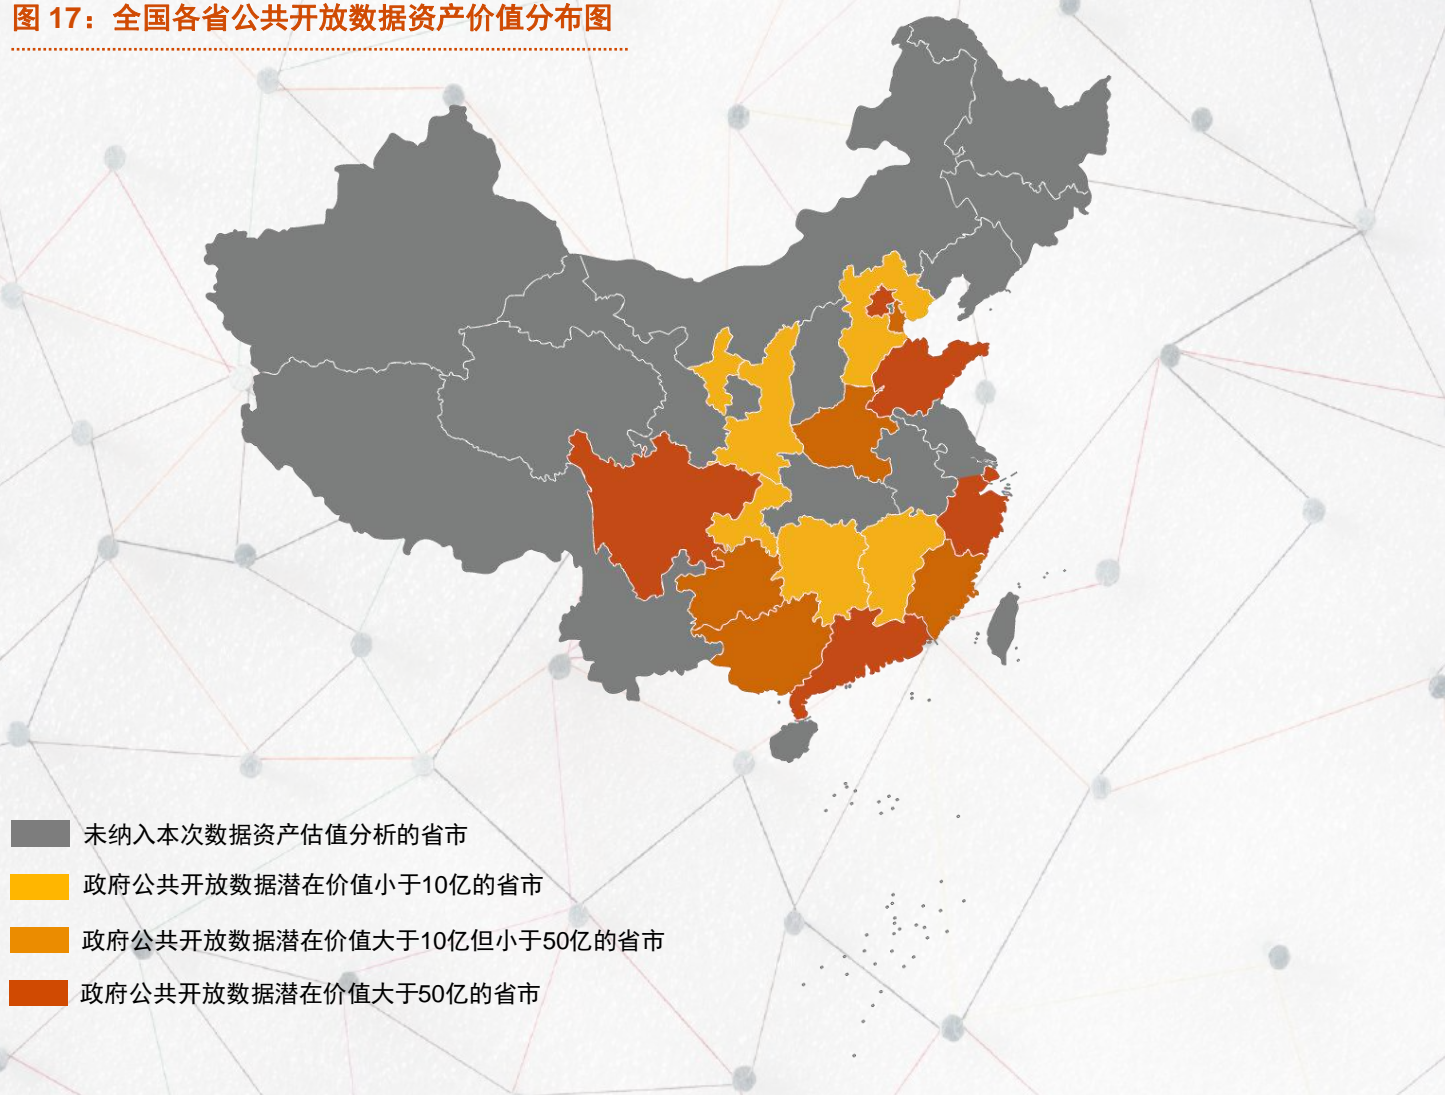 图 17：全国各省公共开放数据资产价值分布图
未纳入本次数据资产估值分析的省市
政府公共开放数据潜在价值小于10亿的省市
政府公共开放数据潜在价值大于10亿但小于50亿的省市
政府公共开放数据潜在价值大于50亿的省市